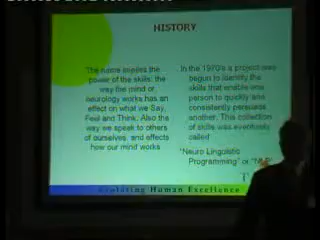 HISTORY
The name implies the
power of the skills: the
way the mind or
neurology works has an
effect on what we Say,
Feel and Think. Also the
way we speak to others
of ourselves, and effects
how our mind works
In the 1970's a project was
begun to identify the
skills that enable one
person to quickly and
consistently persuade
another. This collection
of skills was eventually
called
"Neuro Linguistic
Programming" or
Human Excellence